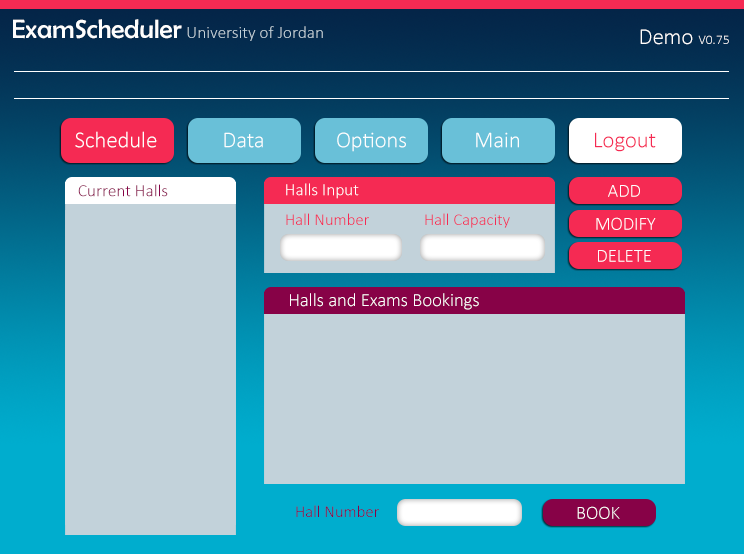 ExamScheduler University of Jordan
Demo V0.75
Schedule Data Options Main Logout
Current Halls
Halls Input
ADD
Hall Number Hall Capacity
MODIFY
DELETE
Halls and Exams Bookings
Hall Number
BOOK